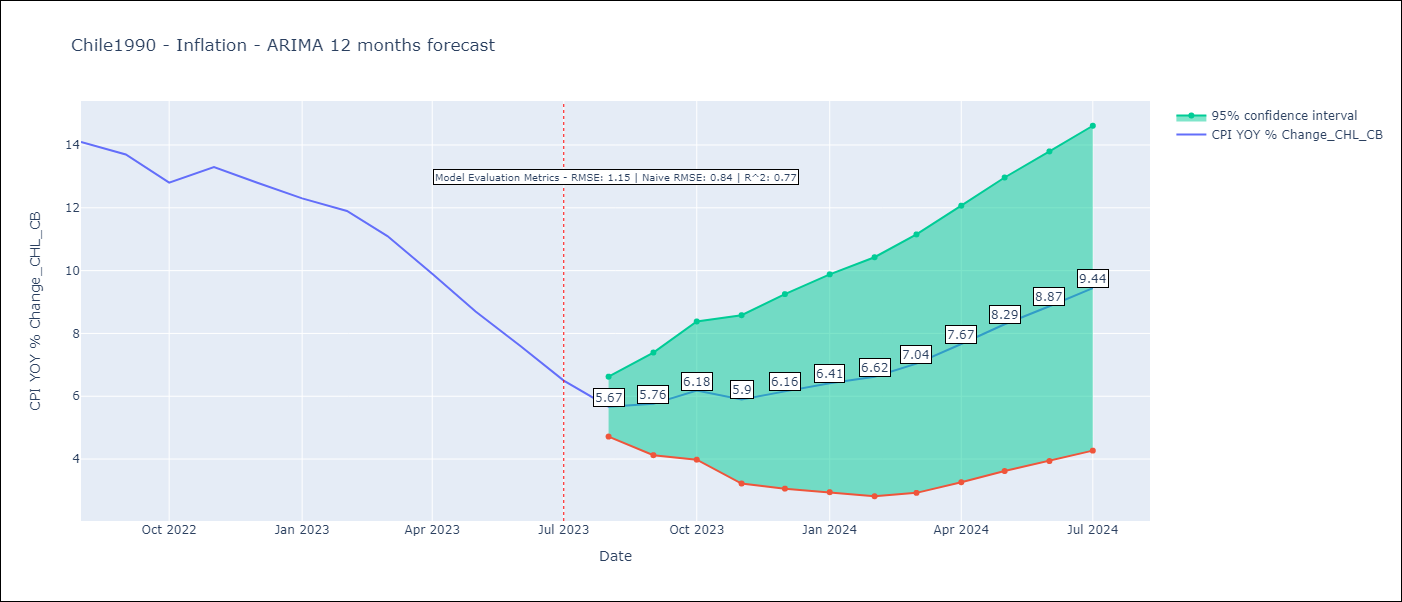 Chile1990 - Inflation - ARIMA 12 months forecast
95% confidence interval
CPI YOY % Change_CHL_CB
Model Evaluation Metrics - RMSE: 1.15 | Naive RMSE: 0.84 | R^2: 0.77
CPI YOY % Change_CHL_CB
14
12
10
8
6
4
5.67
5.76
6.18
5.9
6.16
6.41
6.62
7.04
7.67
8.29
8.87
9.44
Oct 2022
Jan 2023
Apr 2023
Jul 2023
Oct 2023
Jan 2024
Apr 2024
Jul 2024
Date